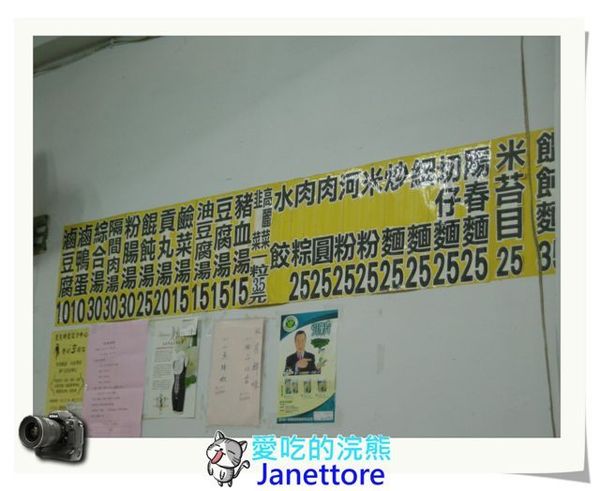 餛飩麵 35
米苔目 25
陽春麵 25
切仔麵 25
細麵 25
炒麵 25
米粉 25
河粉 25
肉圓 25
肉粽 25
水餃
高麗菜 韭菜 一粒3.5元
豬血湯 15
豆腐湯 15
油豆腐湯 15
鹼菜湯 15
貢丸湯 20
餛飩湯 25
粉腸湯 30
隔間肉湯 30
綜合湯 30
滷鴨蛋 10
滷豆腐 10
愛吃的浣熊
Janettore